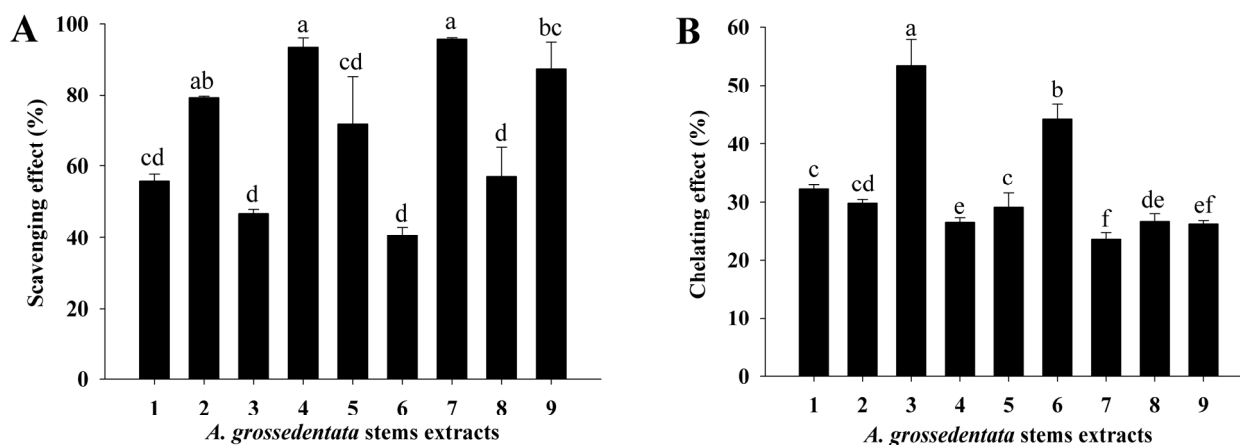 A
Scavenging effect (%)
100
80
60
40
20
0
cd
ab
d
a
cd
d
a
d
bc
1 2 3 4 5 6 7 8 9
A. grossedentata stems extracts
B
Chelating effect (%)
60
50
40
30
20
10
0
c
cd
a
e
c
b
f
de
ef
1 2 3 4 5 6 7 8 9
A. grossedentata stems extracts